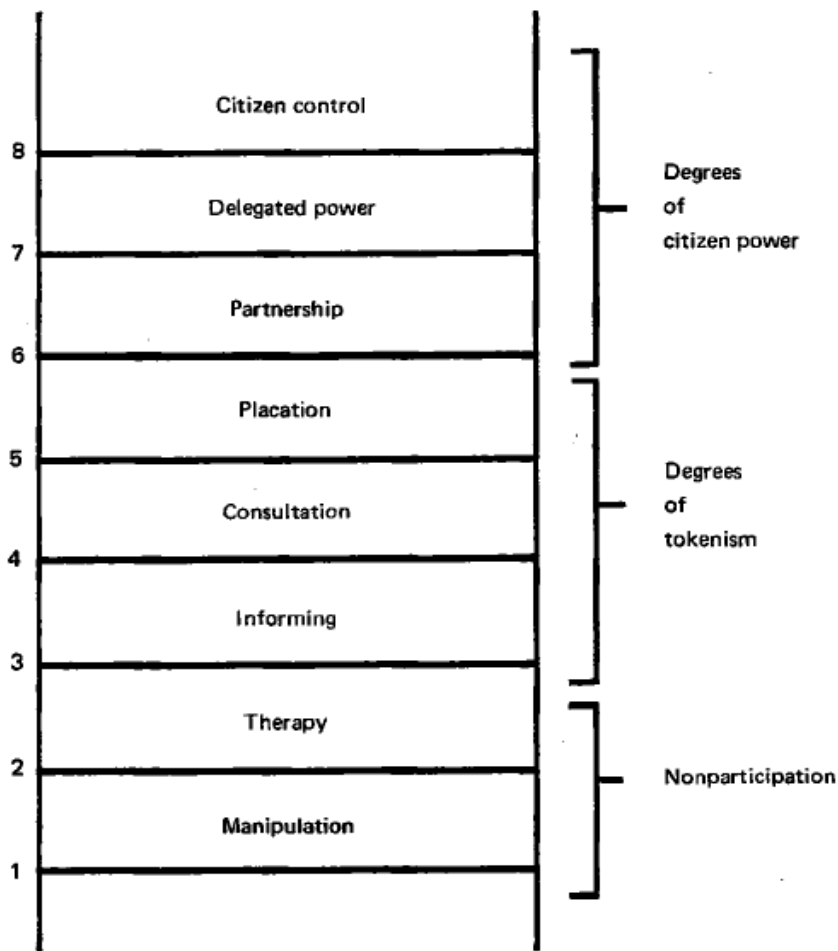 Citizen control
8
Delegated power
7
Partnership
6
Placation
5
Consultation
4
Informing
3
Therapy
2
Manipulation
1
Degrees
of
citizen power
Degrees
of
tokenism
Nonparticipation